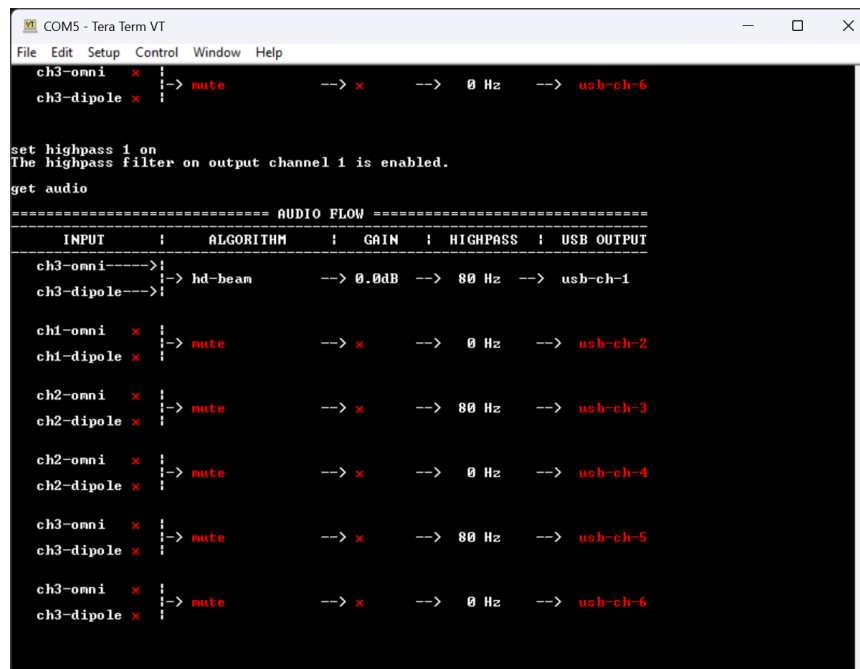 COM5 - Tera Term VT
File Edit Setup Control Window Help
ch3-omni x ¦
¦-> mute --> x --> 0 Hz --> usb-ch-6
ch3-dipole x ¦
set highpass 1 on
The highpass filter on output channel 1 is enabled.
get audio
============================== AUDIO FLOW ================================
INPUT ¦ ALGORITHM ¦ GAIN ¦ HIGHPASS ¦ USB OUTPUT
ch3-omni----->¦
¦-> hd-beam --> 0.0dB --> 80 Hz --> usb-ch-1
ch3-dipole--->¦
ch1-omni x ¦
¦-> mute --> x --> 0 Hz --> usb-ch-2
ch1-dipole x ¦
ch2-omni x ¦
¦-> mute --> x --> 80 Hz --> usb-ch-3
ch2-dipole x ¦
ch2-omni x ¦
¦-> mute --> x --> 0 Hz --> usb-ch-4
ch2-dipole x ¦
ch3-omni x ¦
¦-> mute --> x --> 80 Hz --> usb-ch-5
ch3-dipole x ¦
ch3-omni x ¦
¦-> mute --> x --> 0 Hz --> usb-ch-6
ch3-dipole x ¦